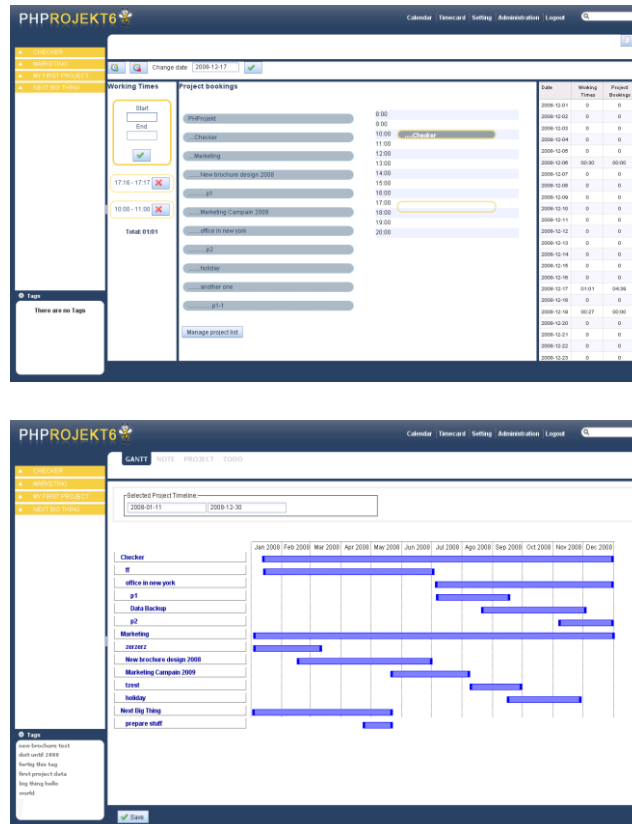 PHPROJEKT6
Calendar Timecard Setting Administration Logout
CHECKER
MARKETING
MY FIRST PROJECT
NEXT BIG THING
Change date 2008-12-17
Working Times
Start
End
17:16 - 17:17
10:00 - 11:00
Total: 01:01
Project bookings
PHProjekt
....Checker
....Marketing
.......New brochure design 2008
..........p1
.......Marketing Campain 2009
.......office in new york
..........p2
.......holiday
.......another one
.............p1-1
Manage project list
8:00
9:00
10:00 ....Checker
11:00
12:00
13:00
14:00
15:00
16:00
17:00
18:00
19:00
20:00
Date Working Times Project Bookings
2008-12-01 0 0
2008-12-02 0 0
2008-12-03 0 0
2008-12-04 0 0
2008-12-05 0 0
2008-12-06 00:30 00:00
2008-12-07 0 0
2008-12-08 0 0
2008-12-09 0 0
2008-12-10 0 0
2008-12-11 0 0
2008-12-12 0 0
2008-12-13 0 0
2008-12-14 0 0
2008-12-15 0 0
2008-12-16 0 0
2008-12-17 01:01 04:36
2008-12-18 0 0
2008-12-19 00:27 00:00
2008-12-20 0 0
2008-12-21 0 0
2008-12-22 0 0
2008-12-23 0 0
Tags
There are no Tags
PHPROJEKT6
Calendar Timecard Setting Administration Logout
GANTT NOTE PROJECT TODO
CHECKER
MARKETING
MY FIRST PROJECT
NEXT BIG THING
Selected Project Timeline:
2008-01-11 2008-12-30
Jan 2008 Feb 2008 Mar 2008 Apr 2008 May 2008 Jun 2008 Jul 2008 Ago 2008 Sep 2008 Oct 2008 Nov 2008 Dec 2008
Checker
ff
office in new york
p1
Data Backup
p2
Marketing
zerzerz
New brochure design 2008
Marketing Campain 2009
tzest
holiday
Next Big Thing
prepare stuff
Tags
new brochure test
dort until 2008
fertig this tag
first project data
big thing hallo
world
Save